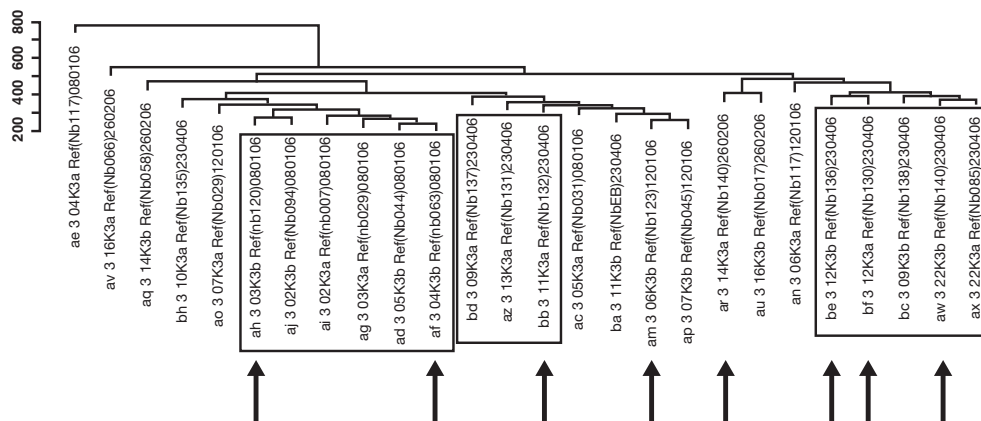 800
600
400
200
ae 3 04K3a Ref(Nb117)080106
av 3 16K3a Ref(Nb066)260206
aq 3 14K3b Ref(Nb058)260206
bh 3 10K3a Ref(Nb135)230406
ao 3 07K3a Ref(Nb029)120106
ah 3 03K3b Ref(nb120)080106
aj 3 02K3b Ref(Nb094)080106
ai 3 02K3a Ref(nb007)080106
ag 3 03K3a Ref(nb029)080106
ad 3 05K3b Ref(Nb044)080106
af 3 04K3b Ref(nb063)080106
bd 3 09K3a Ref(Nb137)230406
az 3 13K3a Ref(Nb131)230406
bb 3 11K3a Ref(Nb132)230406
ac 3 05K3a Ref(Nb031)080106
ba 3 11K3b Ref(NbEB)230406
am 3 06K3b Ref(Nb123)120106
ap 3 07K3b Ref(Nb045)120106
ar 3 14K3a Ref(Nb140)260206
au 3 16K3b Ref(Nb017)260206
an 3 06K3a Ref(Nb117)120106
be 3 12K3b Ref(Nb136)230406
bf 3 12K3a Ref(Nb130)230406
bc 3 09K3b Ref(Nb138)230406
aw 3 22K3b Ref(Nb140)230406
ax 3 22K3a Ref(Nb085)230406